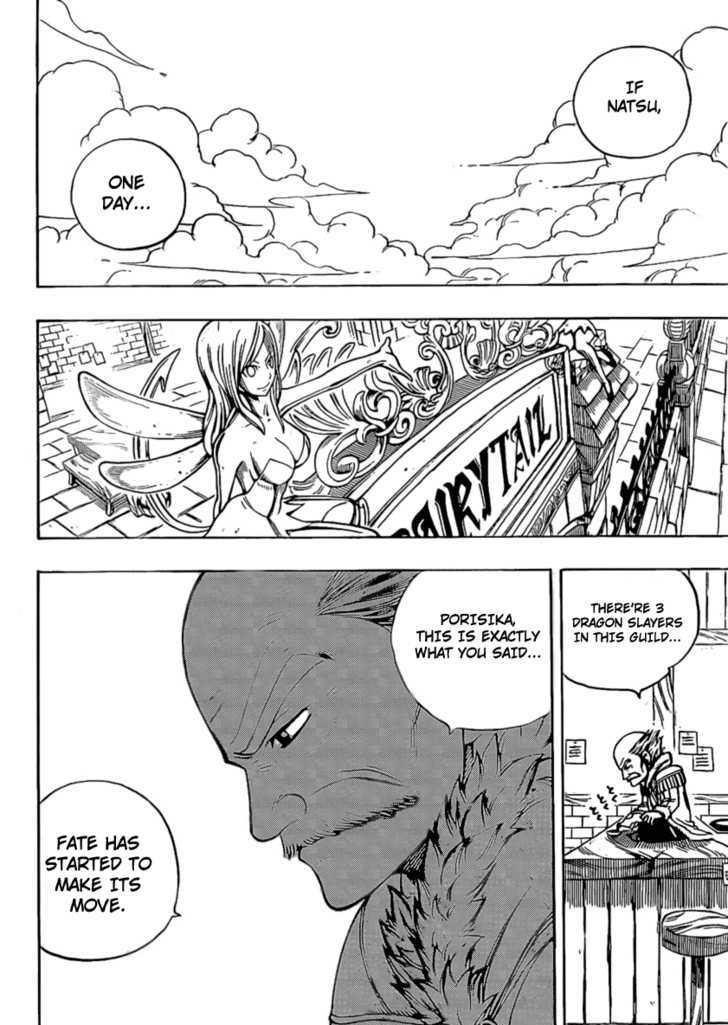 IF
NATSU,
ONE
DAY...
FAIRYTAIL
THERE'RE 3
DRAGON SLAYERS
IN THIS GUILD...
PORISIKA,
THIS IS EXACTLY
WHAT YOU SAID...
FATE HAS
STARTED TO
MAKE ITS
MOVE.